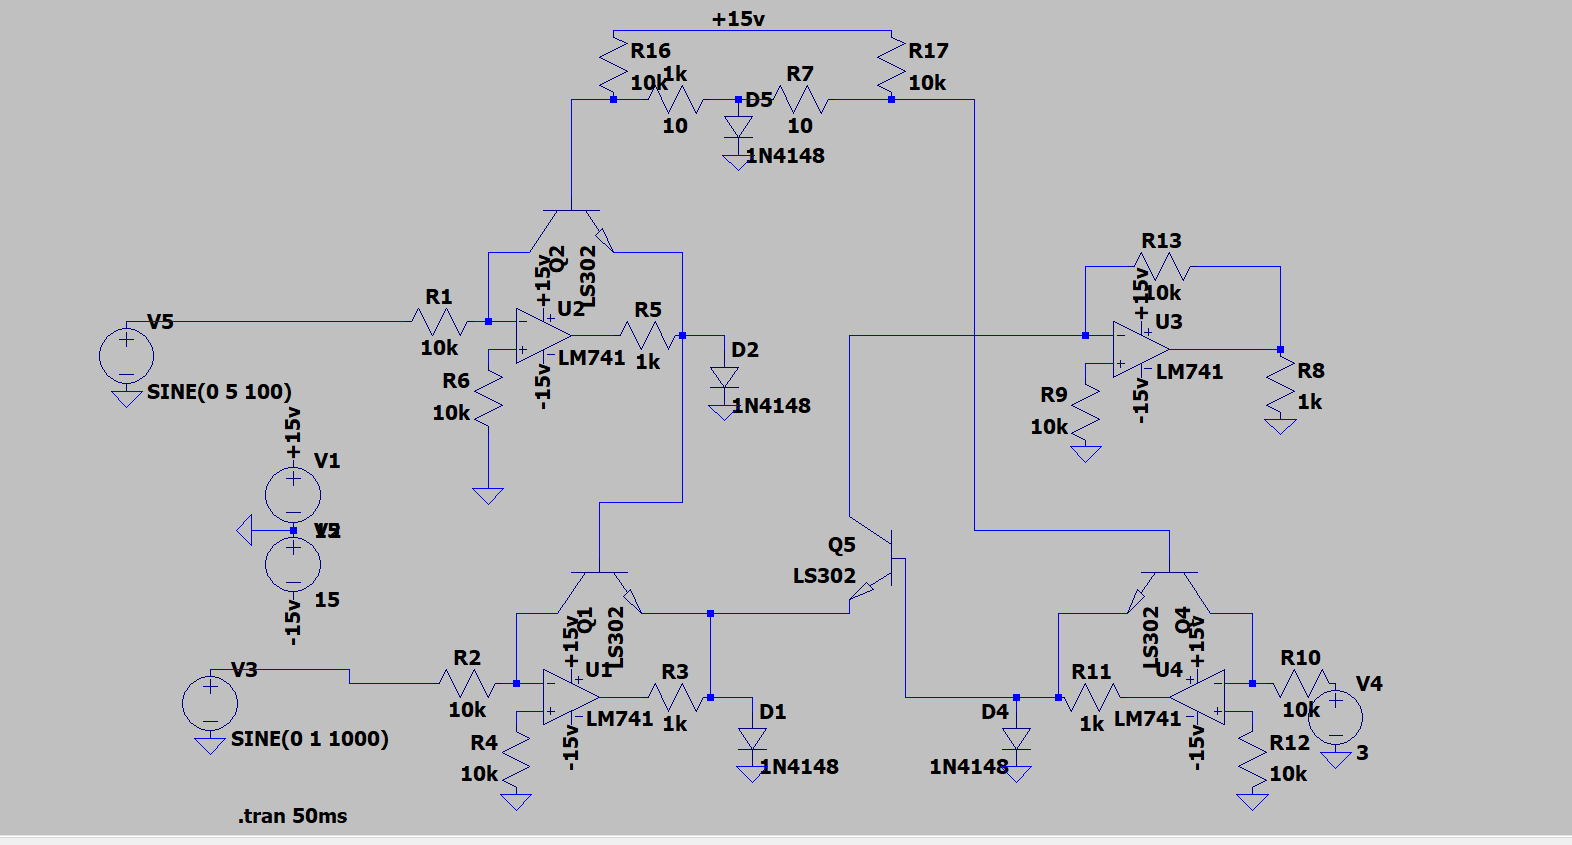 +15v
R16
10k
1k
10
D5
1N4148
R7
10
R17
10k
Q2
LS302
+15v
U2
LM741
-15v
R1
10k
V5
SINE(0 5 100)
R5
1k
R6
10k
D2
1N4148
R13
10k
+15v
U3
LM741
-15v
R9
10k
R8
1k
+15v
V1
15
-15v
Q5
LS302
Q1
LS302
+15v
U1
LM741
-15v
V3
SINE(0 1 1000)
R2
10k
R3
1k
R4
10k
D1
1N4148
D4
1N4148
R11
1k
LS302
Q4
+15v
U4
LM741
-15v
R10
10k
V4
3
R12
10k
.tran 50ms